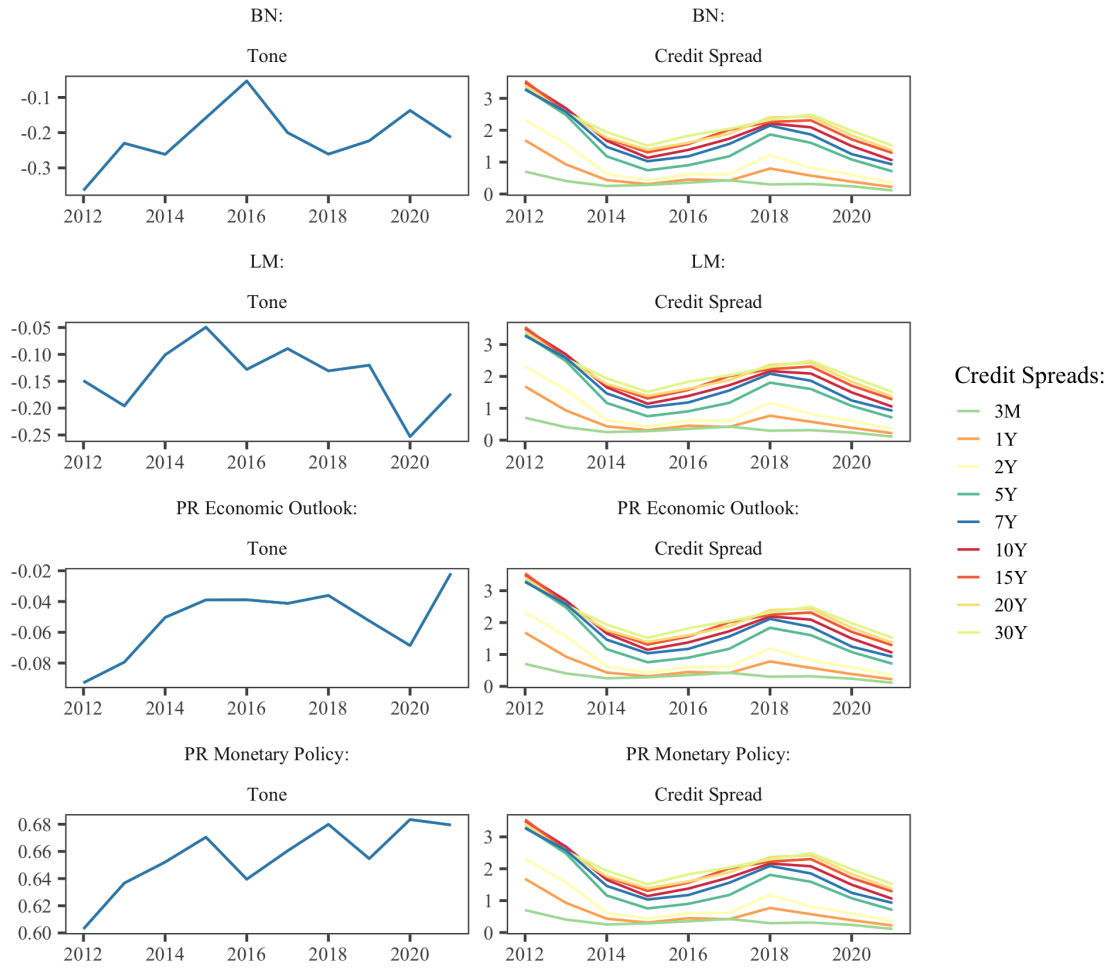 BN:
Tone
-0.1
-0.2
-0.3
2012 2014 2016 2018 2020
BN:
Credit Spread
3
2
1
0
2012 2014 2016 2018 2020
LM:
Tone
-0.05
-0.10
-0.15
-0.20
-0.25
2012 2014 2016 2018 2020
LM:
Credit Spread
3
2
1
0
2012 2014 2016 2018 2020
PR Economic Outlook:
Tone
-0.02
-0.04
-0.06
-0.08
2012 2014 2016 2018 2020
PR Economic Outlook:
Credit Spread
3
2
1
0
2012 2014 2016 2018 2020
PR Monetary Policy:
Tone
0.68
0.66
0.64
0.62
0.60
2012 2014 2016 2018 2020
PR Monetary Policy:
Credit Spread
3
2
1
0
2012 2014 2016 2018 2020
Credit Spreads:
3M
1Y
2Y
5Y
7Y
10Y
15Y
20Y
30Y